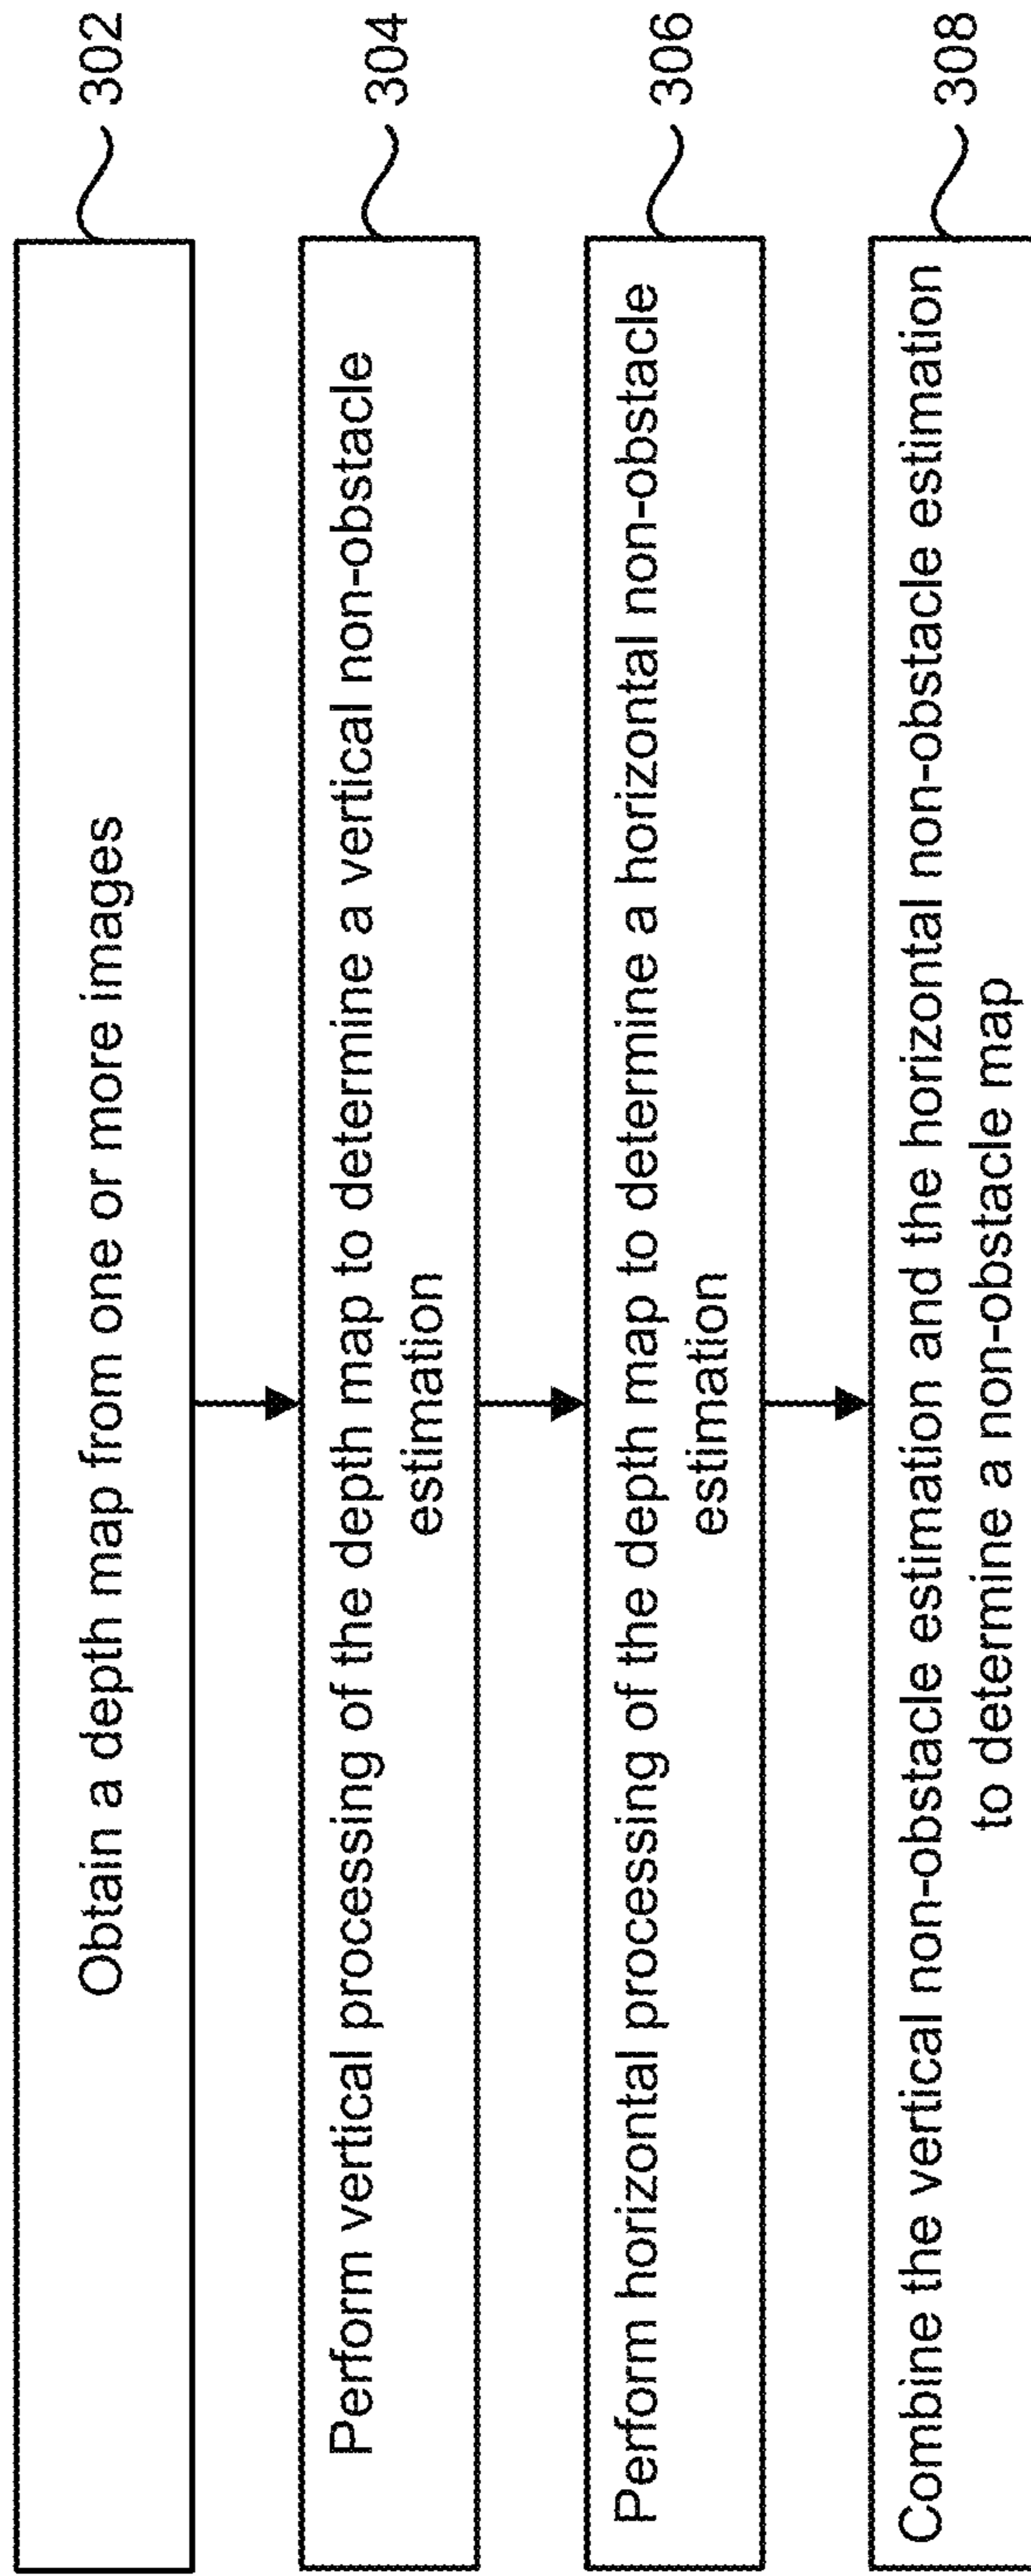 Obtain a depth map from one or more images
302
Perform vertical processing of the depth map to determine a vertical non-obstacle
estimation
304
Perform horizontal processing of the depth map to determine a horizontal non-obstacle
estimation
306
Combine the vertical non-obstacle estimation and the horizontal non-obstacle estimation
to determine a non-obstacle map
308